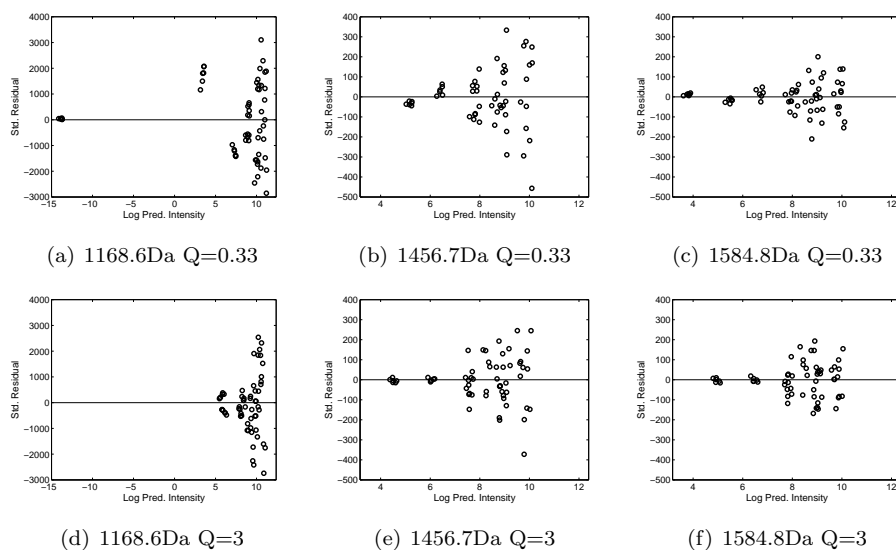 4000
3000
2000
1000
0
−1000
−2000
−3000
−15 −10 −5 0 5 10
Std. Residual
Log Pred. Intensity
(a) 1168.6Da Q=0.33
400
300
200
100
0
−100
−200
−300
−400
−500
4 6 8 10 12
Std. Residual
Log Pred. Intensity
(b) 1456.7Da Q=0.33
400
300
200
100
0
−100
−200
−300
−400
−500
4 6 8 10 12
Std. Residual
Log Pred. Intensity
(c) 1584.8Da Q=0.33
4000
3000
2000
1000
0
−1000
−2000
−3000
−15 −10 −5 0 5 10
Std. Residual
Log Pred. Intensity
(d) 1168.6Da Q=3
400
300
200
100
0
−100
−200
−300
−400
−500
4 6 8 10 12
Std. Residual
Log Pred. Intensity
(e) 1456.7Da Q=3
400
300
200
100
0
−100
−200
−300
−400
−500
4 6 8 10 12
Std. Residual
Log Pred. Intensity
(f) 1584.8Da Q=3